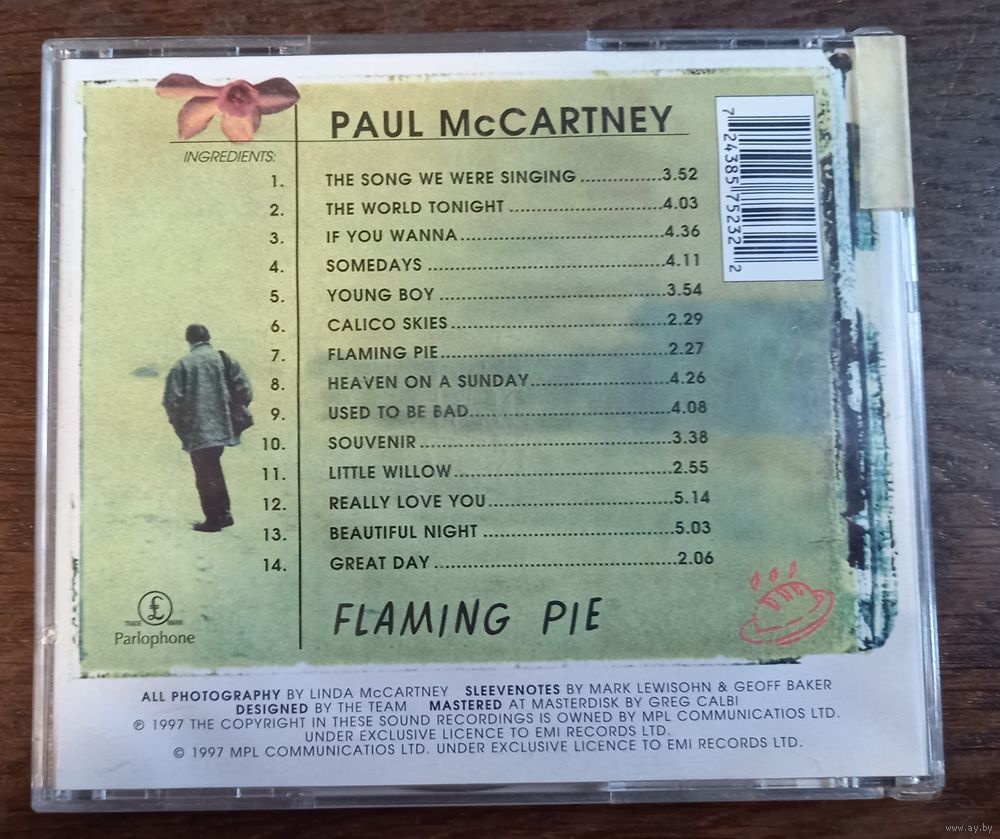 PAUL McCARTNEY
INGREDIENTS:
1. THE SONG WE WERE SINGING..............3.52
2. THE WORLD TONIGHT..........................4.03
3. IF YOU WANNA...................................4.36
4. SOMEDAYS........................................4.11
5. YOUNG BOY......................................3.54
6. CALICO SKIES....................................2.29
7. FLAMING PIE......................................2.27
8. HEAVEN ON A SUNDAY.......................4.26
9. USED TO BE BAD.................................4.08
10. SOUVENIR.........................................3.38
11. LITTLE WILLOW...................................2.55
12. REALLY LOVE YOU...............................5.14
13. BEAUTIFUL NIGHT................................5.03
14. GREAT DAY........................................2.06
7 24385 75232 2
£
TRADE MARK
Parlophone
FLAMING PIE
ALL PHOTOGRAPHY BY LINDA McCARTNEY SLEEVENOTES BY MARK LEWISOHN & GEOFF BAKER
DESIGNED BY THE TEAM MASTERED AT MASTERDISK BY GREG CALBI
℗ 1997 THE COPYRIGHT IN THESE SOUND RECORDINGS IS OWNED BY MPL COMMUNICATIOS LTD.
UNDER EXCLUSIVE LICENCE TO EMI RECORDS LTD.
© 1997 MPL COMMUNICATIOS LTD. UNDER EXCLUSIVE LICENCE TO EMI RECORDS LTD.
www.ay.by